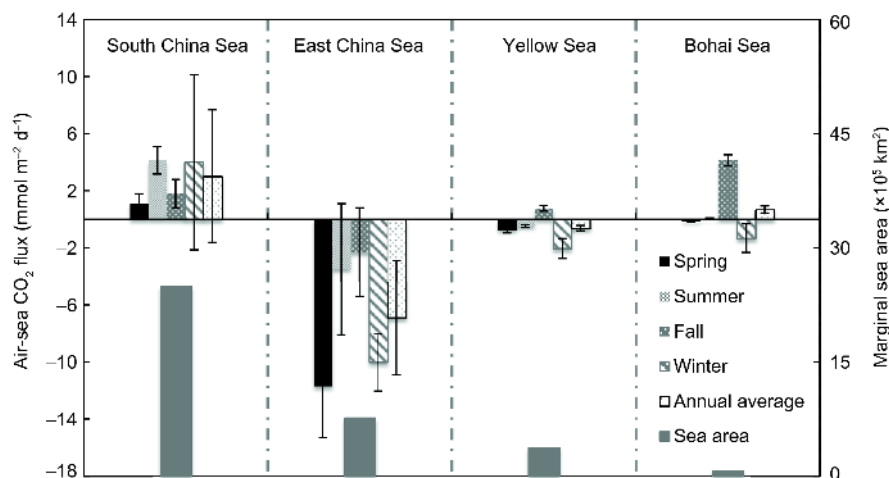 14
10
6
2
−2
−6
−10
−14
−18
Air-sea CO₂ flux (mmol m⁻² d⁻¹)
South China Sea
East China Sea
Yellow Sea
Bohai Sea
Spring
Summer
Fall
Winter
Annual average
Sea area
60
45
30
15
0
Marginal sea area (×10⁵ km²)